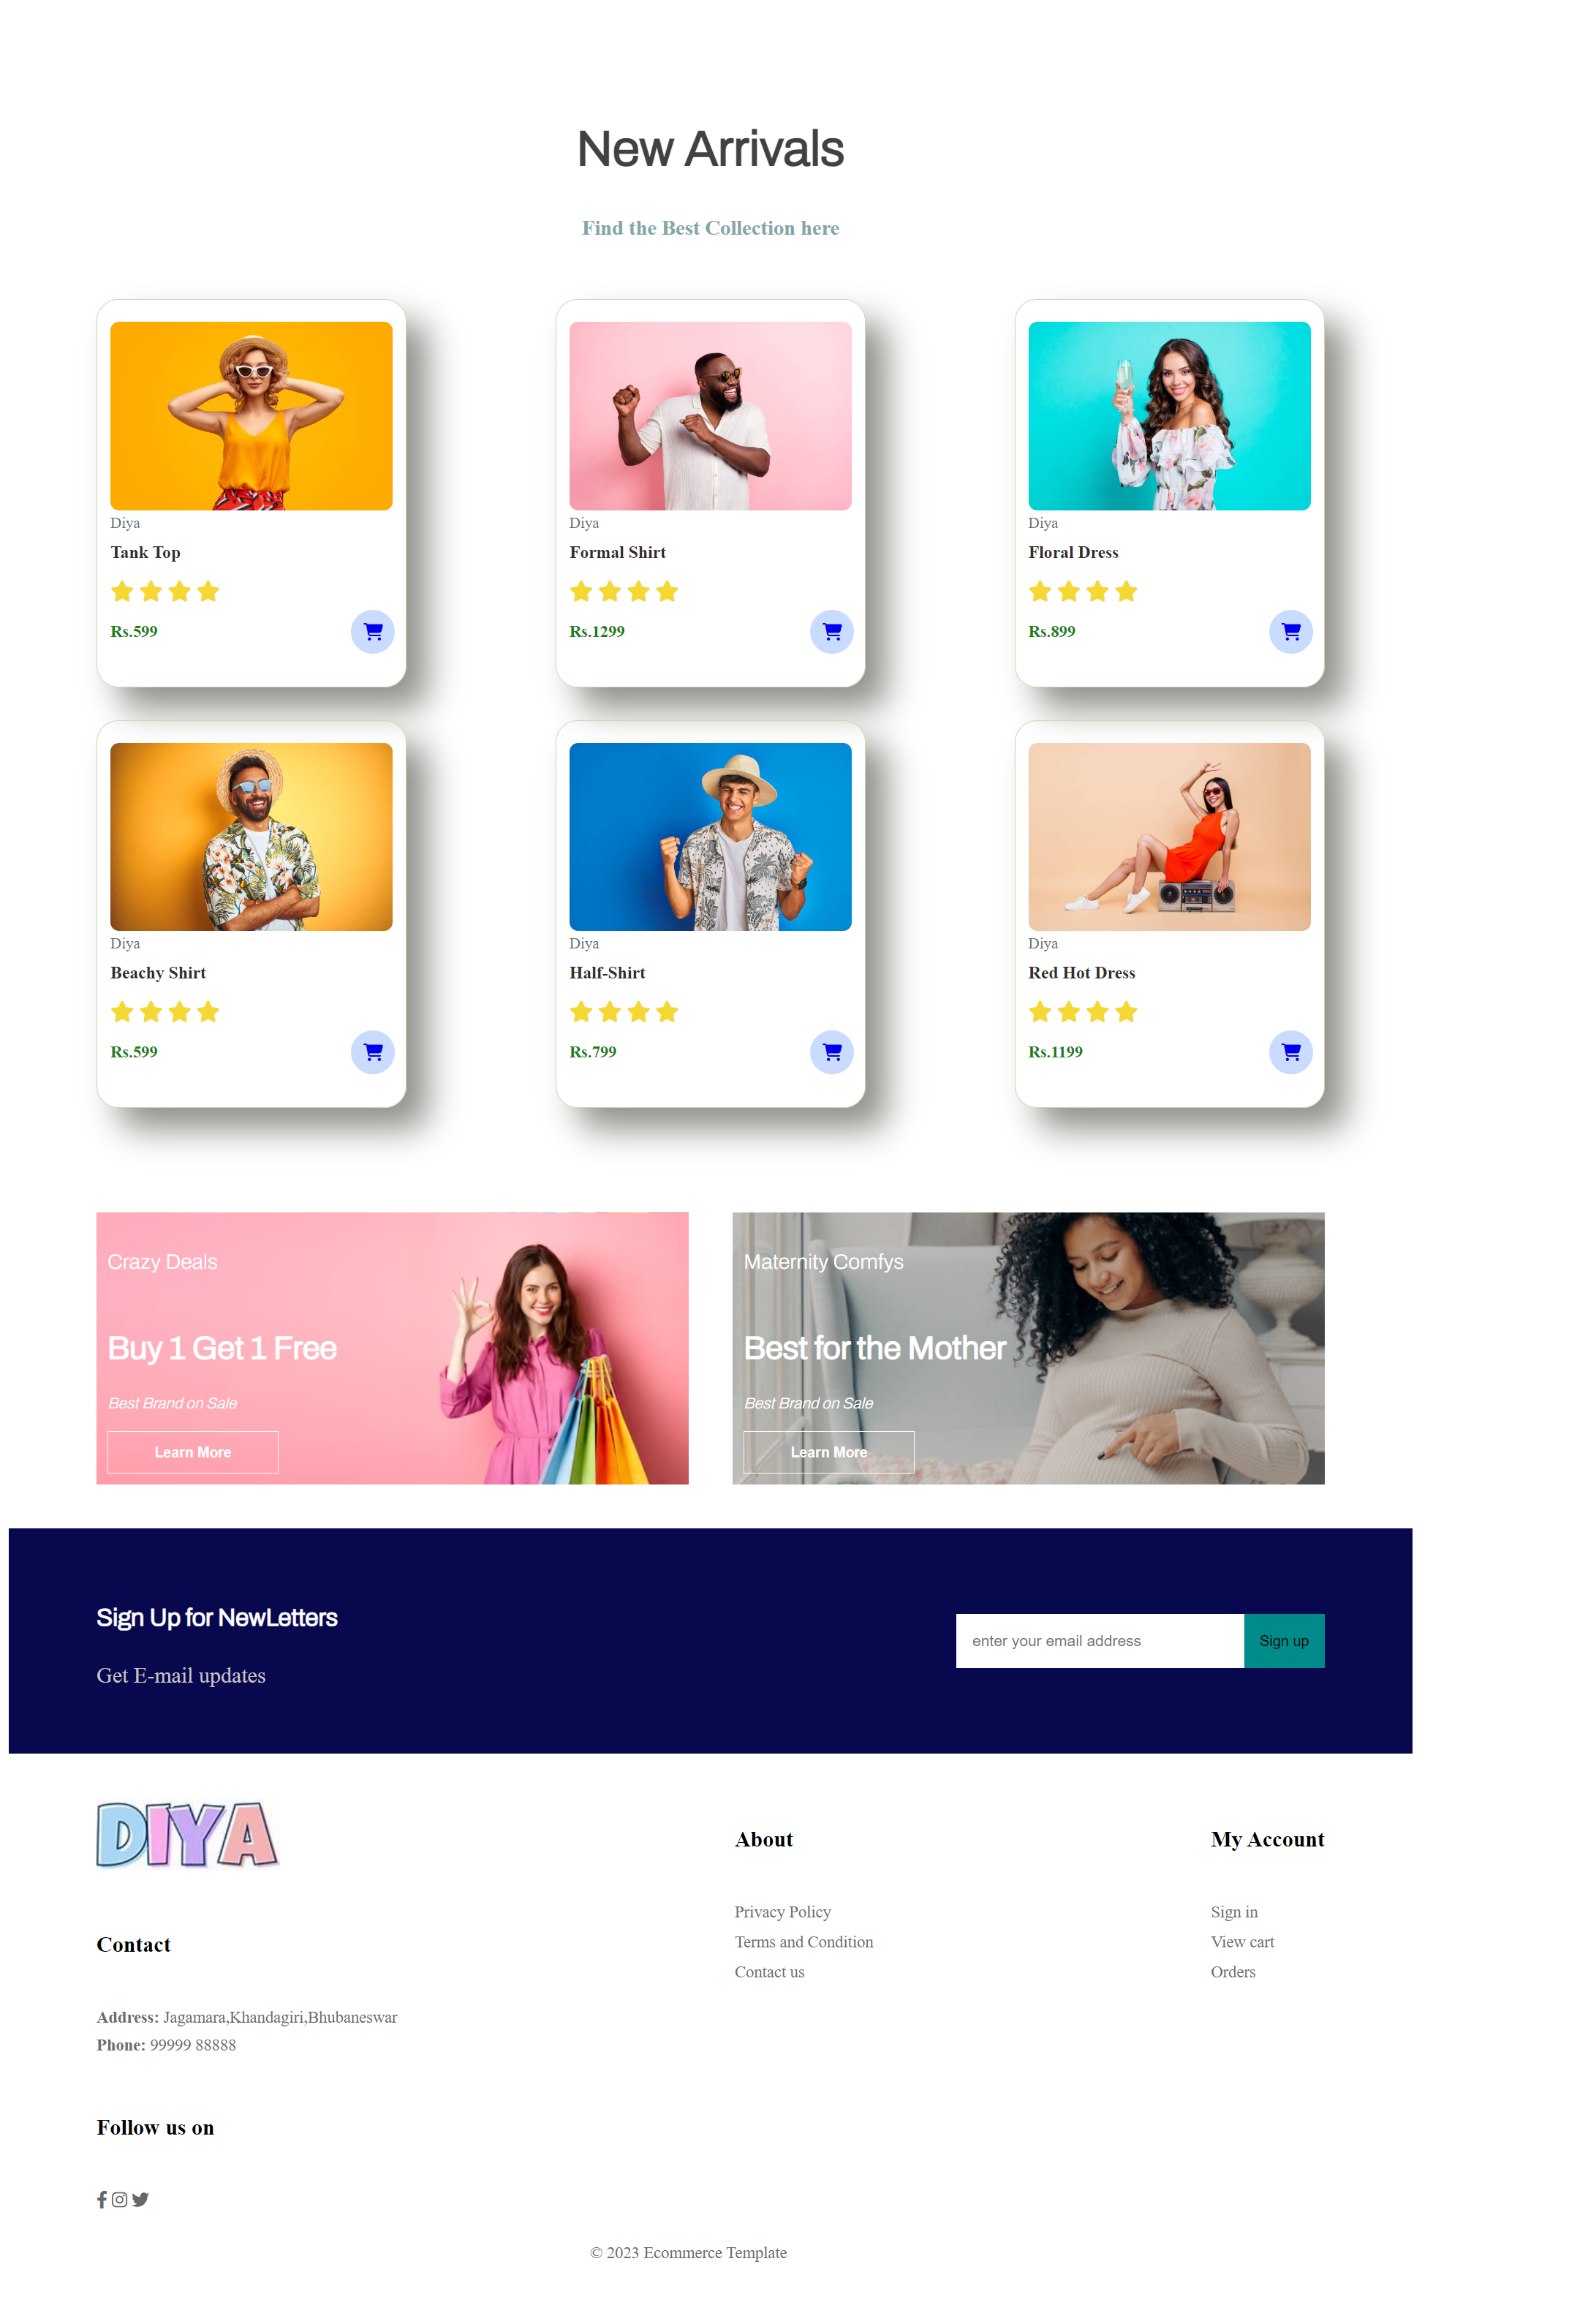 New Arrivals
Find the Best Collection here
Diya
Tank Top
Rs.599
Diya
Formal Shirt
Rs.1299
Diya
Floral Dress
Rs.899
Diya
Beachy Shirt
Rs.599
Diya
Half-Shirt
Rs.799
Diya
Red Hot Dress
Rs.1199
Crazy Deals
Buy 1 Get 1 Free
Best Brand on Sale
Learn More
Maternity Comfys
Best for the Mother
Best Brand on Sale
Learn More
Sign Up for NewLetters
Get E-mail updates
enter your email address
Sign up
DIYA
Contact
Address: Jagamara,Khandagiri,Bhubaneswar
Phone: 99999 88888
Follow us on
About
Privacy Policy
Terms and Condition
Contact us
My Account
Sign in
View cart
Orders
© 2023 Ecommerce Template